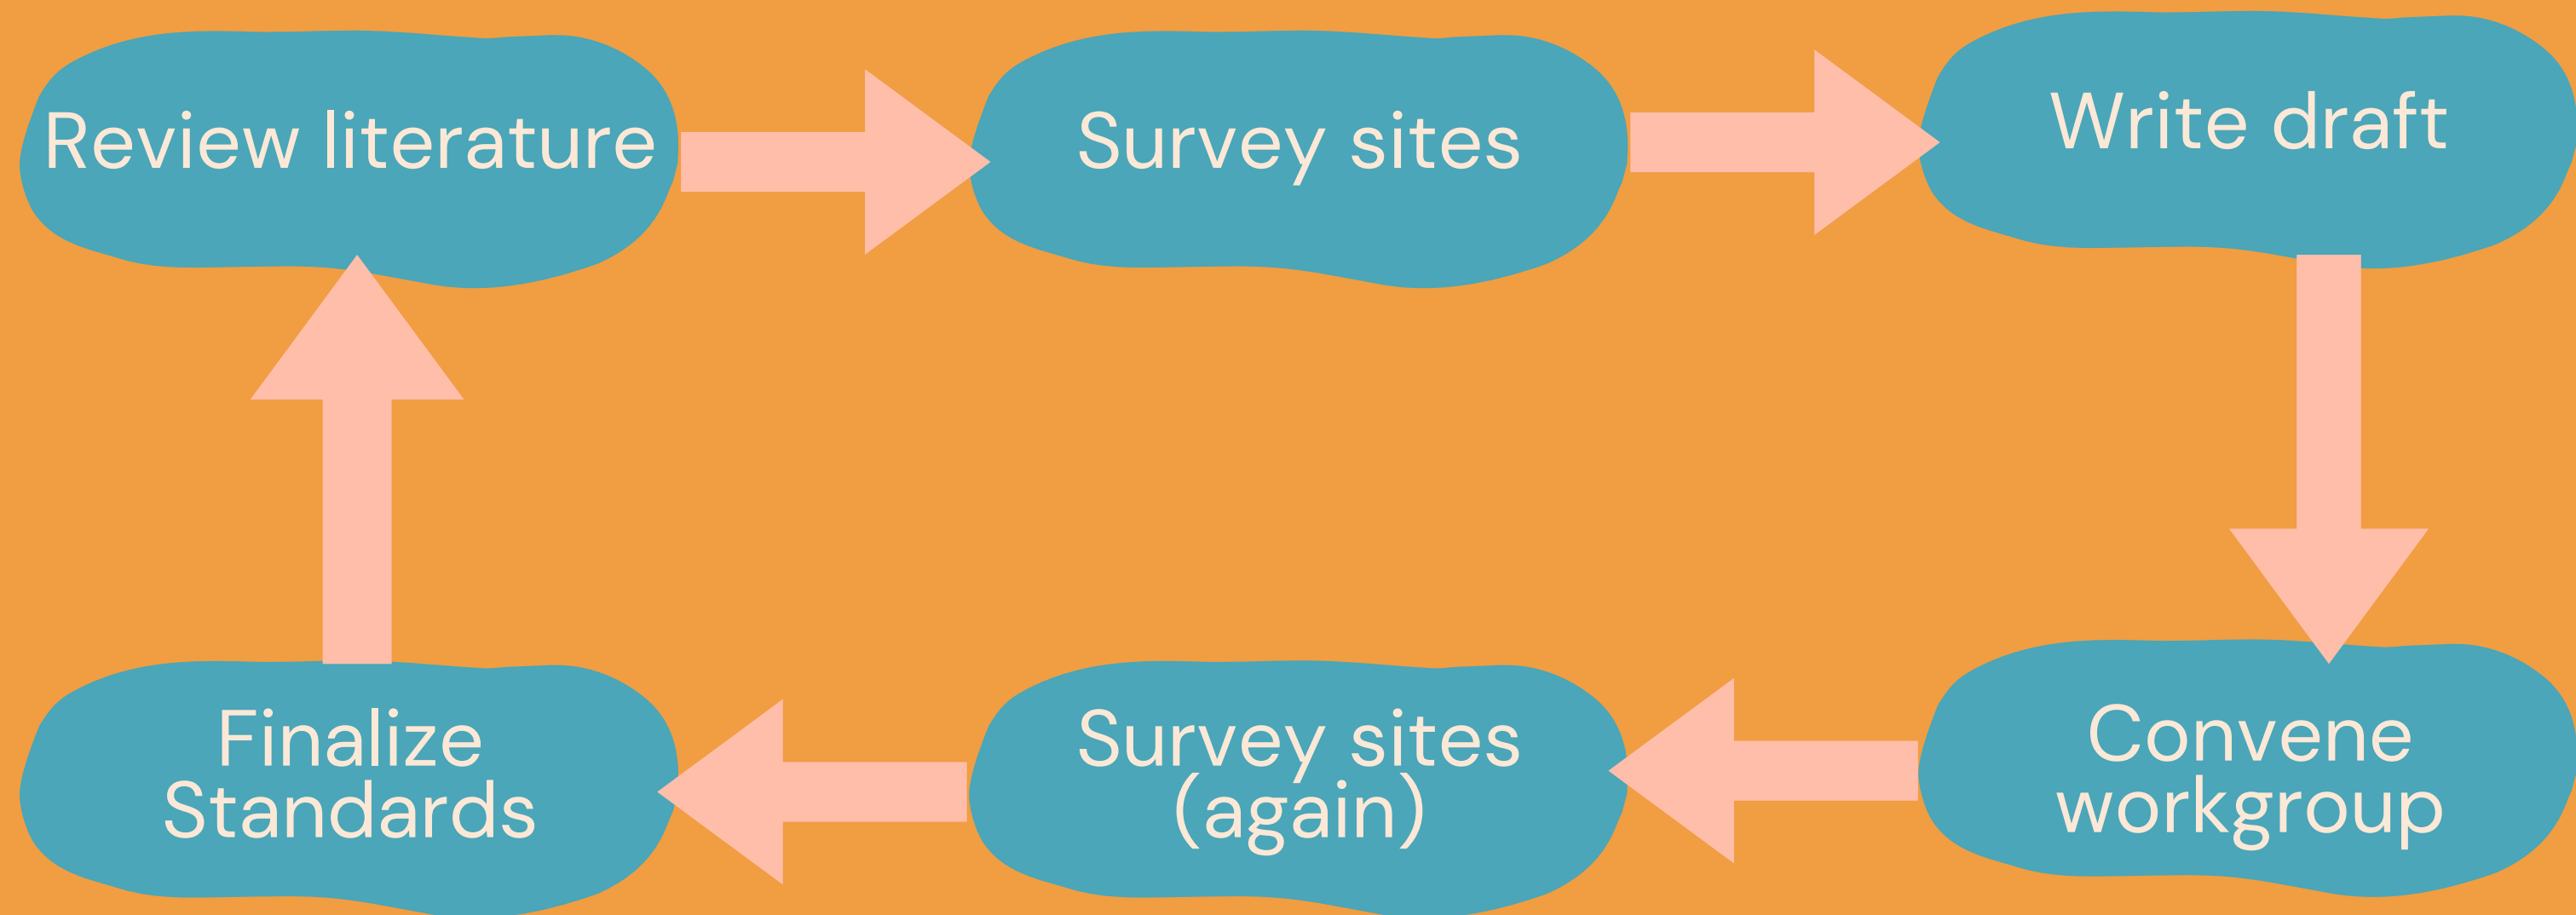 Review literature
Survey sites
Write draft
Convene
workgroup
Survey sites
(again)
Finalize
Standards